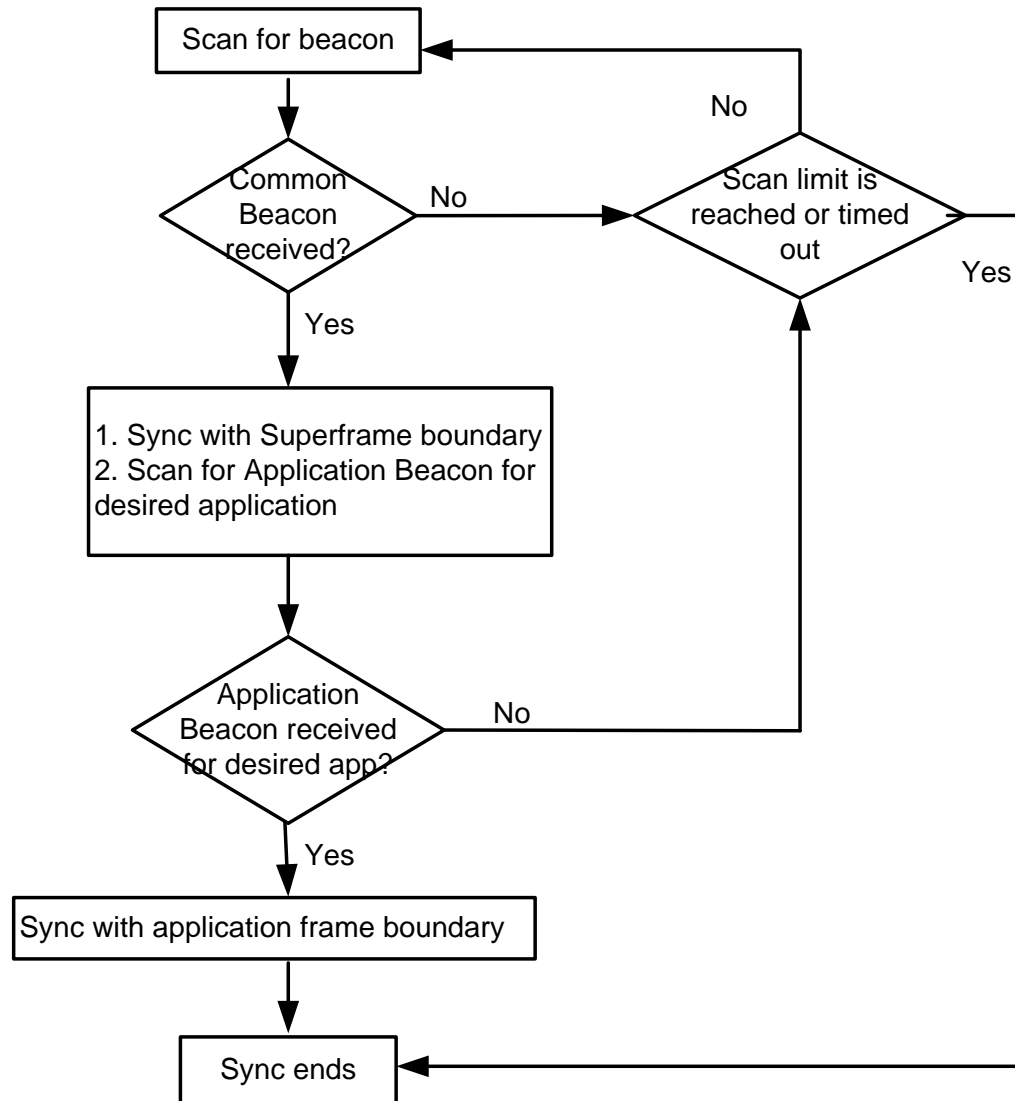 Scan for beacon
No
Common
Beacon
received?
No
Scan limit is
reached or timed
out
Yes
Yes
1. Sync with Superframe boundary
2. Scan for Application Beacon for
desired application
Application
Beacon received
for desired app?
No
Yes
Sync with application frame boundary
Sync ends